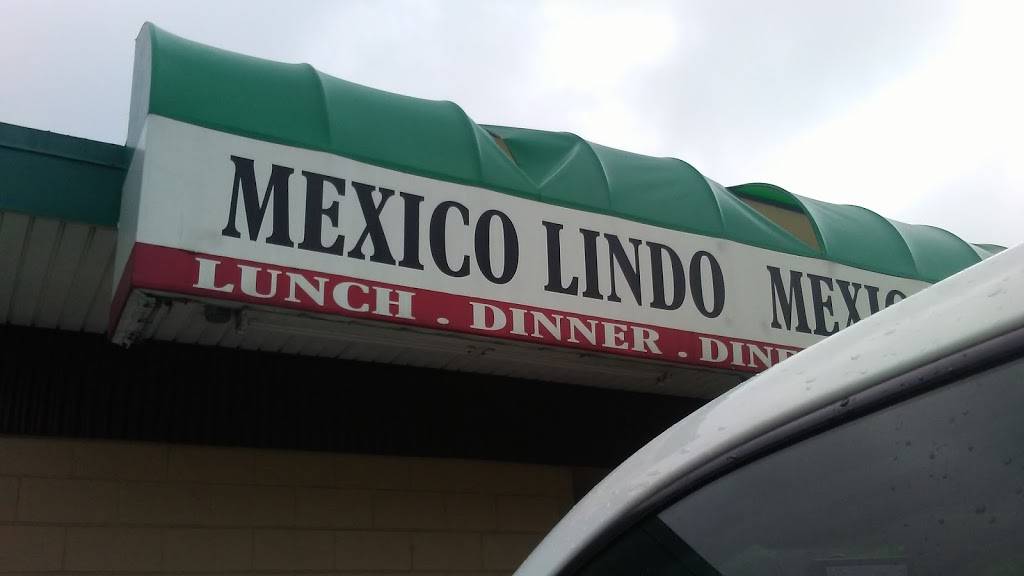 MEXICO LINDO
LUNCH . DINNER .